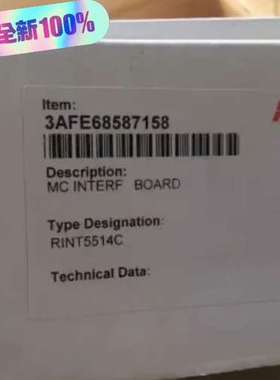 全新100%
Item:
3AFE68587158
Description:
MC INTERF BOARD
Type Designation:
RINT5514C
Technical Data: